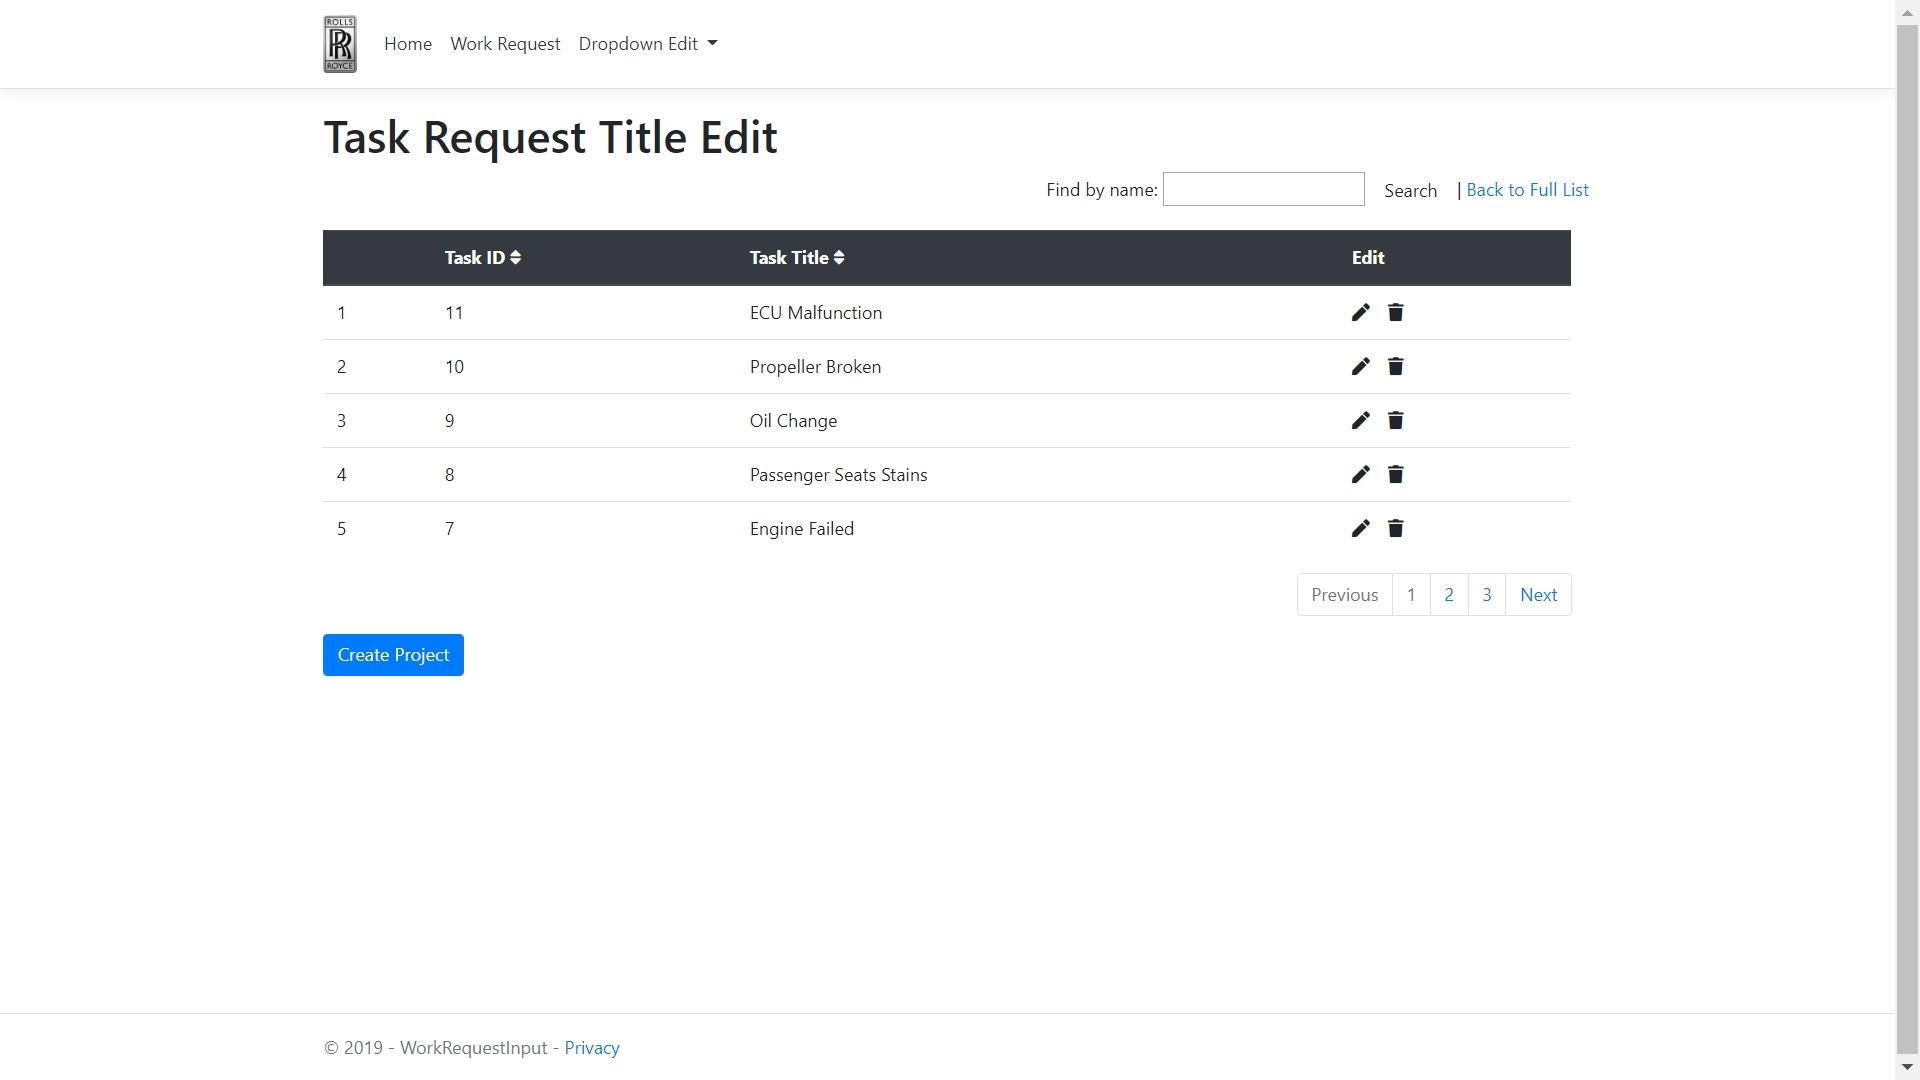 ROLLS
RR
ROYCE
Home Work Request Dropdown Edit
Task Request Title Edit
Find by name: Search | Back to Full List
Task ID Task Title Edit
1 11 ECU Malfunction
2 10 Propeller Broken
3 9 Oil Change
4 8 Passenger Seats Stains
5 7 Engine Failed
Previous 1 2 3 Next
Create Project
© 2019 - WorkRequestInput - Privacy